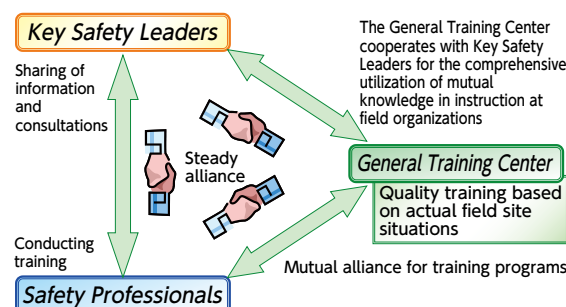 Key Safety Leaders
Sharing of
information
and
consultations
The General Training Center
cooperates with Key Safety
Leaders for the comprehensive
utilization of mutual
knowledge in instruction at
field organizations
Steady
alliance
General Training Center
Quality training based
on actual field site
situations
Conducting
training
Mutual alliance for training programs
Safety Professionals